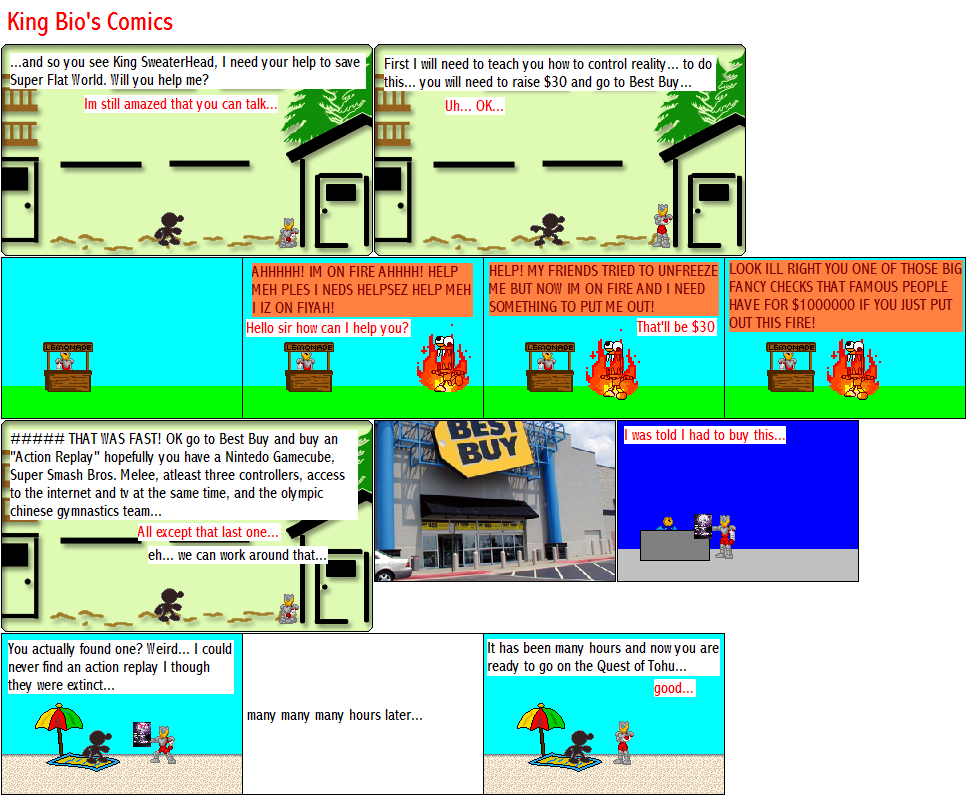 King Bio's Comics
...and so you see King SweaterHead, I need your help to save
Super Flat World. Will you help me?
Im still amazed that you can talk...
First I will need to teach you how to control reality... to do
this... you will need to raise $30 and go to Best Buy...
Uh... OK...
LEMONADE
AHHHHH! IM ON FIRE AHHHH! HELP
MEH PLES I NEDS HELPSEZ HELP MEH
I IZ ON FIYAH!
Hello sir how can I help you?
LEMONADE
HELP! MY FRIENDS TRIED TO UNFREEZE
ME BUT NOW IM ON FIRE AND I NEED
SOMETHING TO PUT ME OUT!
That'll be $30
LEMONADE
LOOK ILL RIGHT YOU ONE OF THOSE BIG
FANCY CHECKS THAT FAMOUS PEOPLE
HAVE FOR $1000000 IF YOU JUST PUT
OUT THIS FIRE!
LEMONADE
##### THAT WAS FAST! OK go to Best Buy and buy an
"Action Replay" hopefully you have a Nintedo Gamecube,
Super Smash Bros. Melee, atleast three controllers, access
to the internet and tv at the same time, and the olympic
chinese gymnastics team...
All except that last one...
eh... we can work around that...
BEST
BUY
I was told I had to buy this...
You actually found one? Weird... I could
never find an action replay I though
they were extinct...
many many many hours later...
It has been many hours and now you are
ready to go on the Quest of Tohu...
good...